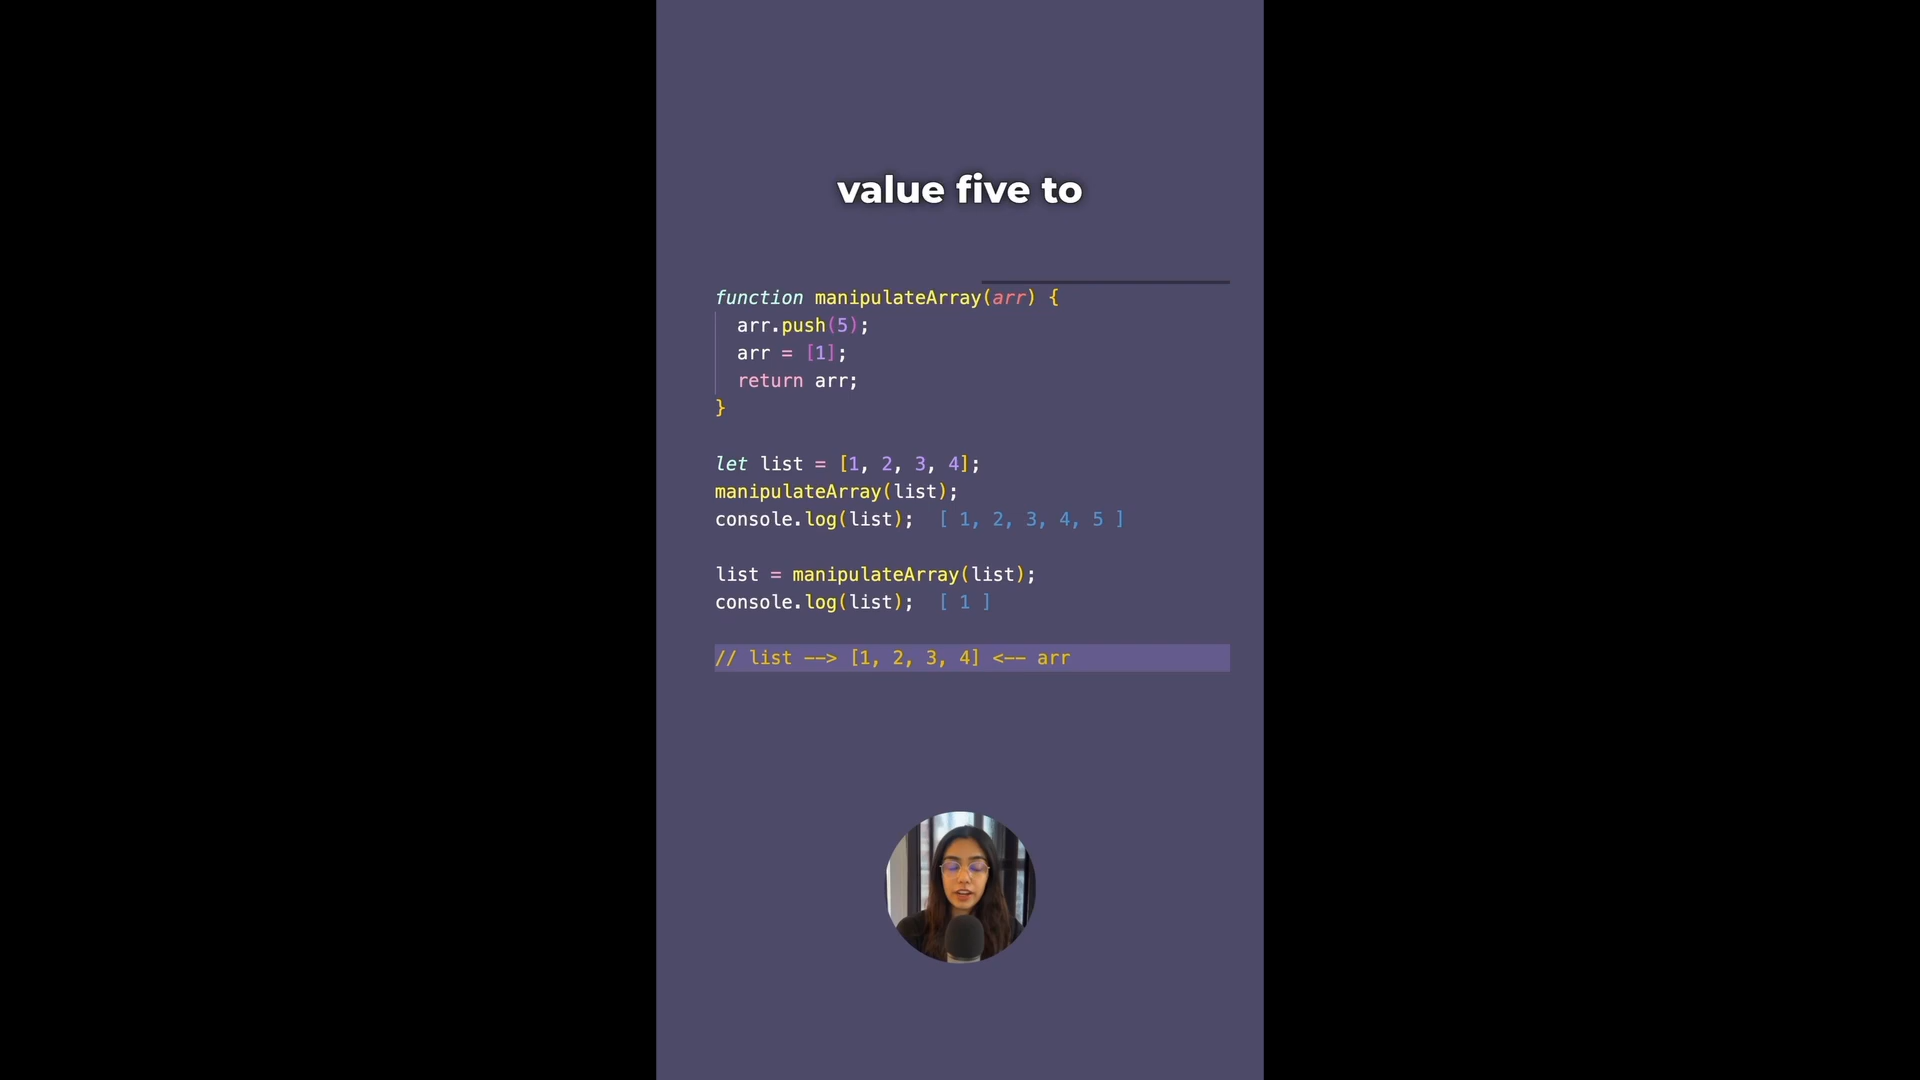 value five to
function manipulateArray(arr) {
  arr.push(5);
  arr = [1];
  return arr;
}
let list = [1, 2, 3, 4];
manipulateArray(list);
console.log(list);  [ 1, 2, 3, 4, 5 ]
list = manipulateArray(list);
console.log(list);  [ 1 ]
// list --> [1, 2, 3, 4] <-- arr